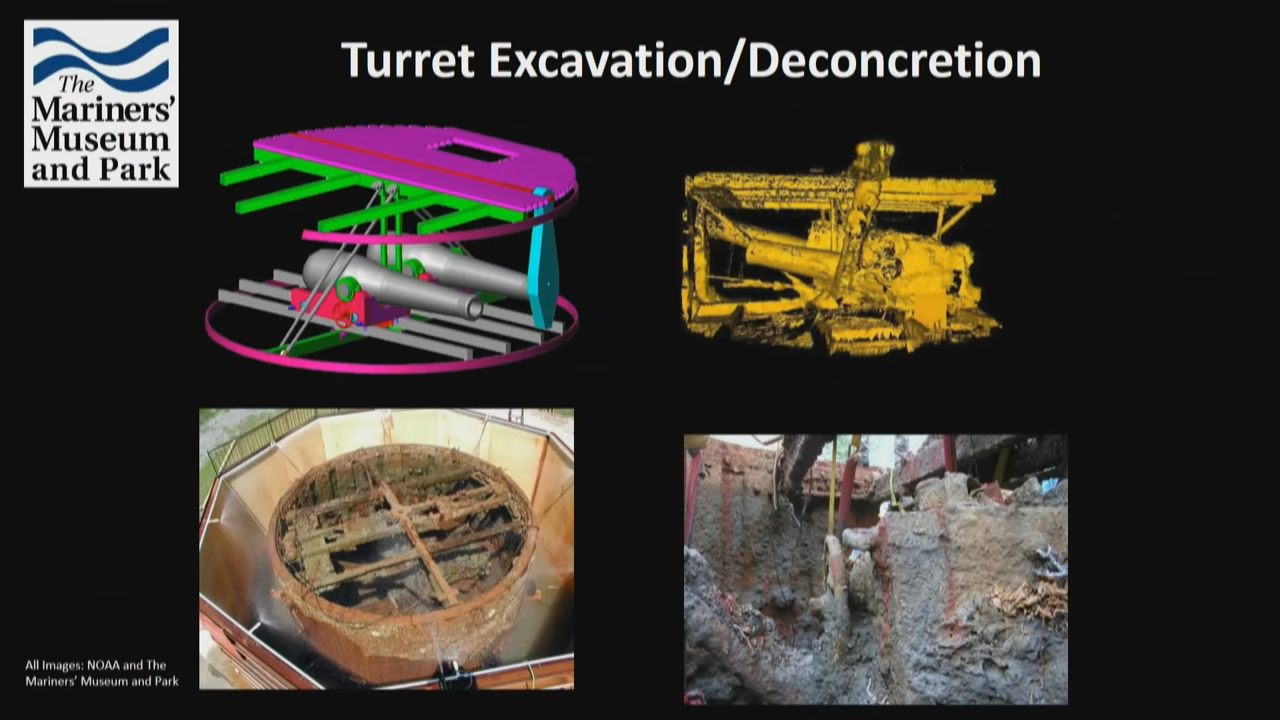 The
Mariners'
Museum
and Park
Turret Excavation/Deconcretion
All Images: NOAA and The
Mariners' Museum and Park